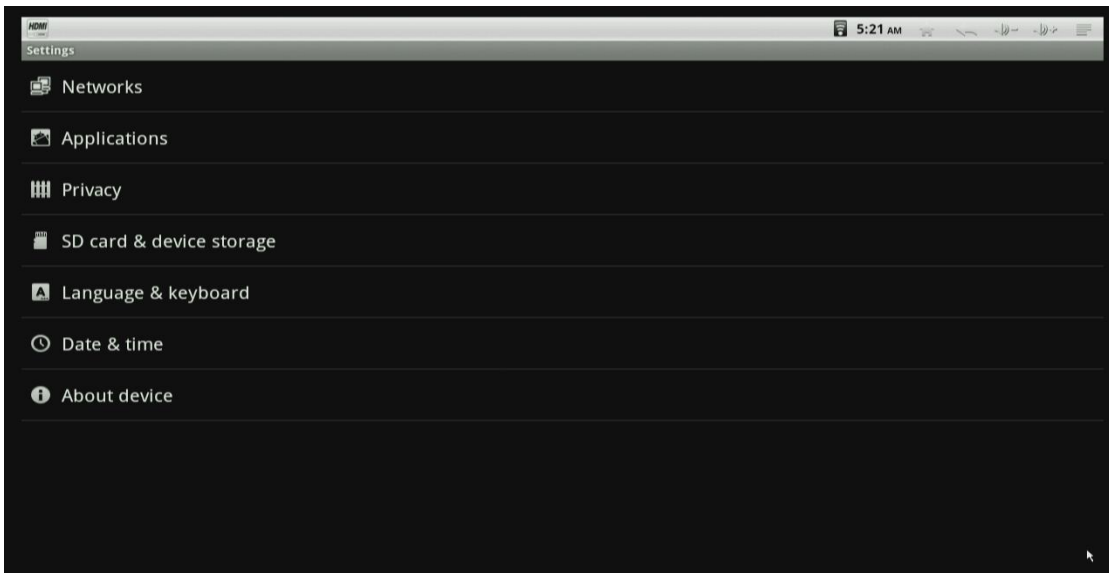 HDMI
5:21 AM
Settings
Networks
Applications
Privacy
SD card & device storage
Language & keyboard
Date & time
About device